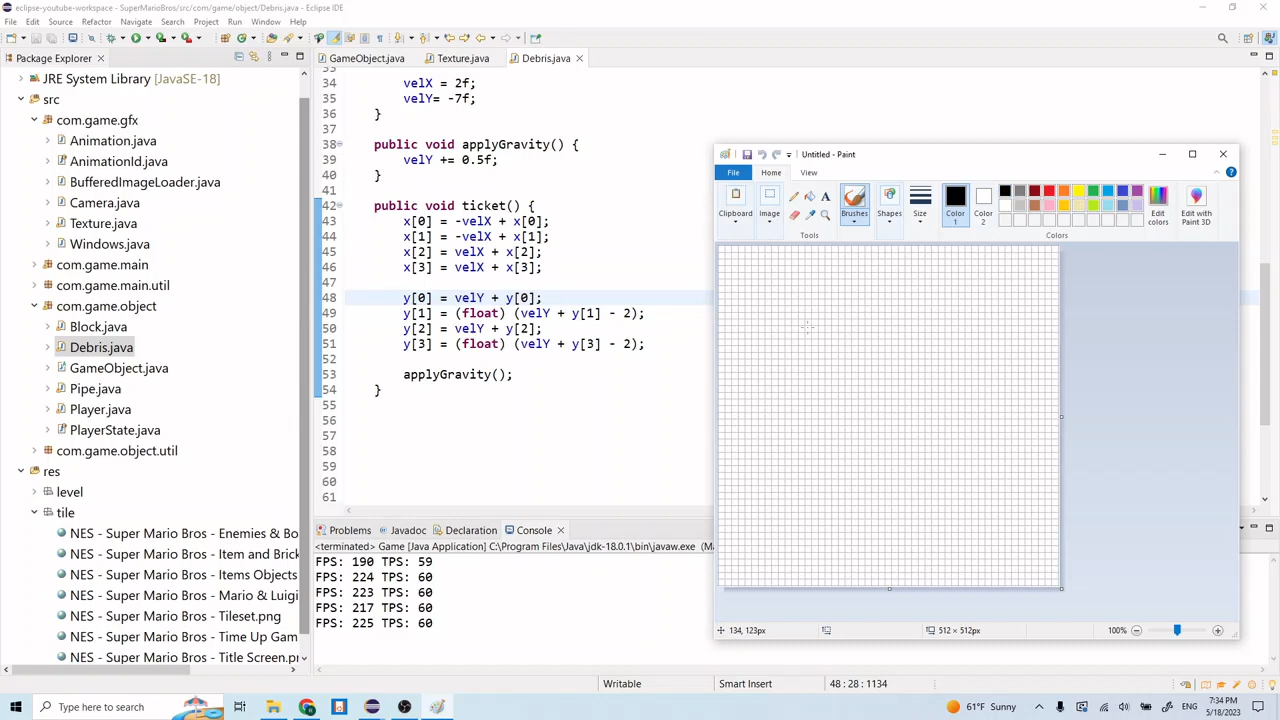 eclipse-youtube-workspace - SuperMarioBros/src/com/game/object/Debris.java - Eclipse IDE
File Edit Source Refactor Navigate Search Project Run Window Help
Package Explorer
GameObject.java Texture.java Debris.java
JRE System Library [JavaSE-18]
src
com.game.gfx
Animation.java
AnimationId.java
BufferedImageLoader.java
Camera.java
Texture.java
Windows.java
com.game.main
com.game.main.util
com.game.object
Block.java
Debris.java
GameObject.java
Pipe.java
Player.java
PlayerState.java
com.game.object.util
res
level
tile
NES - Super Mario Bros - Enemies & Bo
NES - Super Mario Bros - Item and Brick
NES - Super Mario Bros - Items Objects
NES - Super Mario Bros - Mario & Luigi
NES - Super Mario Bros - Tileset.png
NES - Super Mario Bros - Time Up Gam
NES - Super Mario Bros - Title Screen.pr
34 velX = 2f;
35 velY= -7f;
36 }
37
38 public void applyGravity() {
39 velY += 0.5f;
40 }
41
42 public void ticket() {
43 x[0] = -velX + x[0];
44 x[1] = -velX + x[1];
45 x[2] = velX + x[2];
46 x[3] = velX + x[3];
47
48 y[0] = velY + y[0];
49 y[1] = (float) (velY + y[1] - 2);
50 y[2] = velY + y[2];
51 y[3] = (float) (velY + y[3] - 2);
52
53 applyGravity();
54 }
55
56
57
58
59
60
61
Untitled - Paint
File Home View
Clipboard Image Tools Brushes Shapes Size Color 1 Color 2 Edit colors Edit with Paint 3D
Colors
134, 123px 512 × 512px 100%
Problems Javadoc Declaration Console
<terminated> Game [Java Application] C:\Program Files\Java\jdk-18.0.1\bin\javaw.exe (M
FPS: 190 TPS: 59
FPS: 224 TPS: 60
FPS: 223 TPS: 60
FPS: 217 TPS: 60
FPS: 225 TPS: 60
Writable Smart Insert 48 : 28 : 1134
Type here to search
61°F Sunny
ENG
7:34 PM
5/18/2023